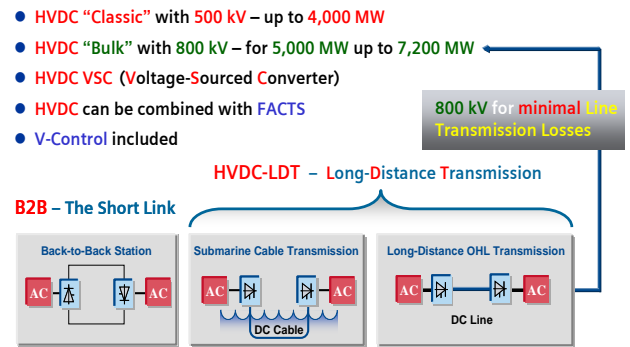 HVDC “Classic” with 500 kV – up to 4,000 MW
HVDC “Bulk” with 800 kV – for 5,000 MW up to 7,200 MW
HVDC VSC (Voltage-Sourced Converter)
HVDC can be combined with FACTS
V-Control included
800 kV for minimal Line
Transmission Losses
HVDC-LDT – Long-Distance Transmission
B2B – The Short Link
Back-to-Back Station
AC AC
Submarine Cable Transmission
AC AC
DC Cable
Long-Distance OHL Transmission
AC AC
DC Line